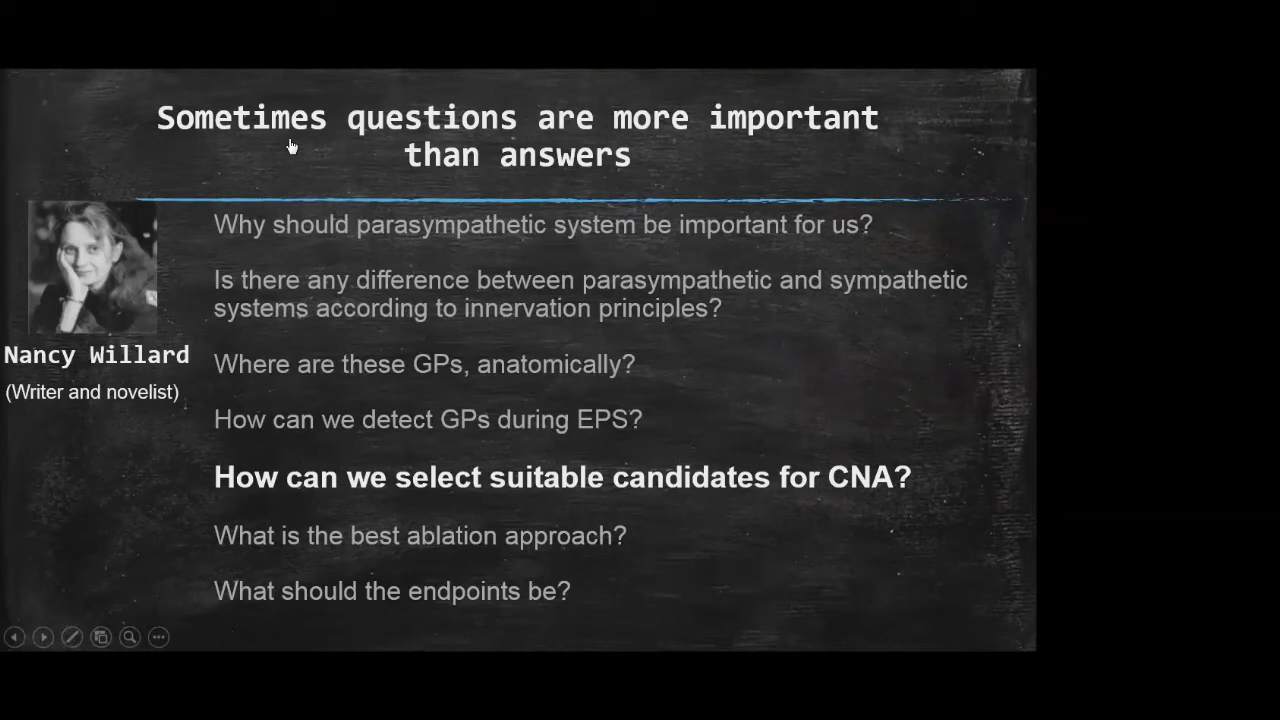 Sometimes questions are more important
than answers
Nancy Willard
(Writer and novelist)
Why should parasympathetic system be important for us?
Is there any difference between parasympathetic and sympathetic
systems according to innervation principles?
Where are these GPs, anatomically?
How can we detect GPs during EPS?
How can we select suitable candidates for CNA?
What is the best ablation approach?
What should the endpoints be?